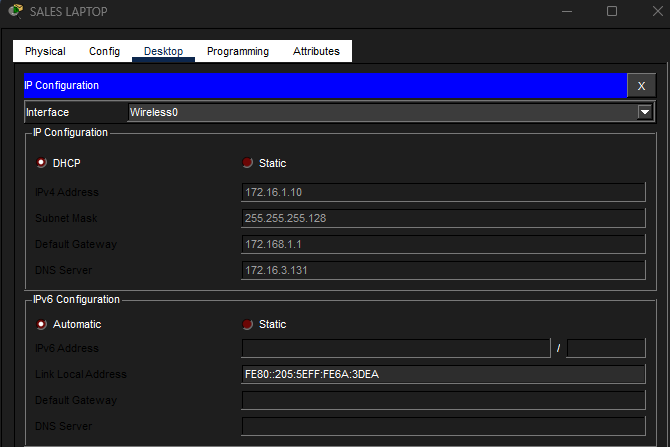 SALES LAPTOP
Physical Config Desktop Programming Attributes
IP Configuration X
Interface Wireless0
IP Configuration
DHCP Static
IPv4 Address 172.16.1.10
Subnet Mask 255.255.255.128
Default Gateway 172.168.1.1
DNS Server 172.16.3.131
IPv6 Configuration
Automatic Static
IPv6 Address /
Link Local Address FE80::205:5EFF:FE6A:3DEA
Default Gateway
DNS Server